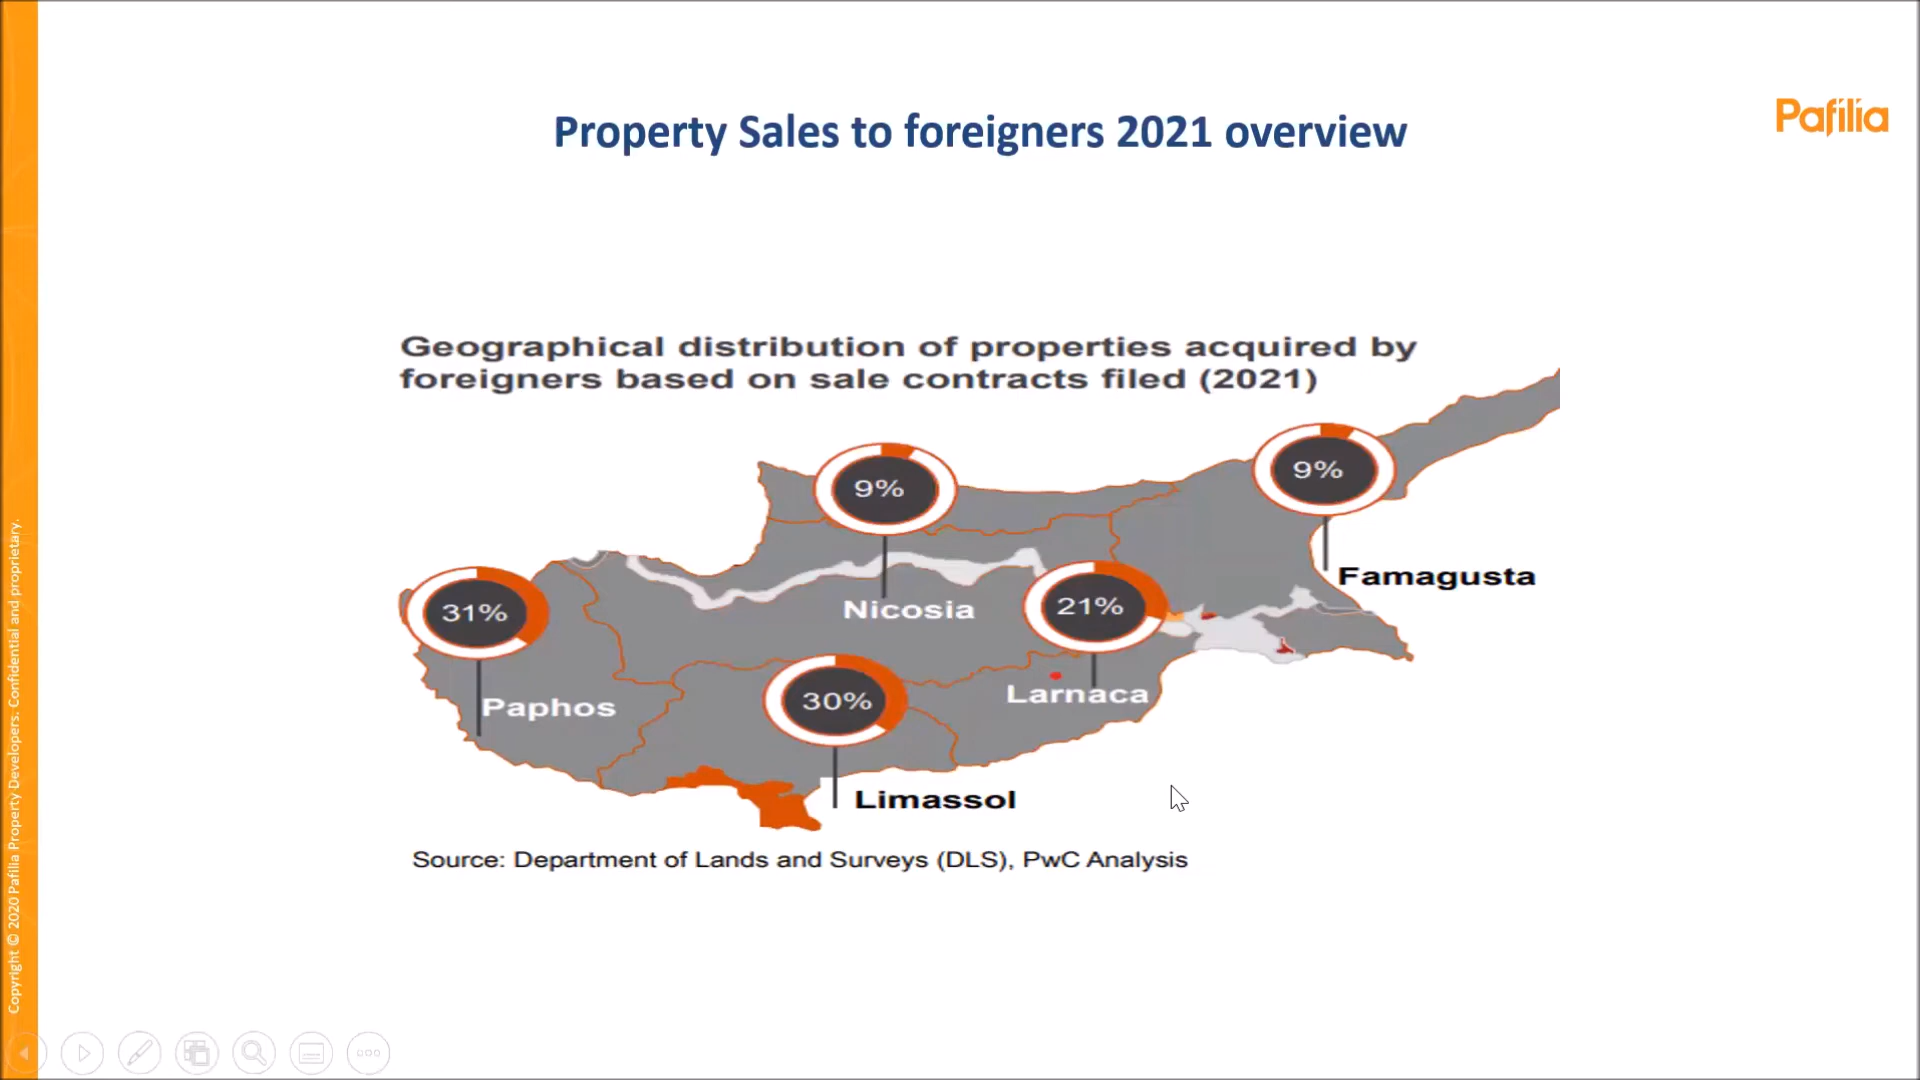 Property Sales to foreigners 2021 overview
Pafilia
Geographical distribution of properties acquired by
foreigners based on sale contracts filed (2021)
9%
9%
Famagusta
31%
Nicosia
21%
Paphos
30%
Larnaca
Limassol
Source: Department of Lands and Surveys (DLS), PwC Analysis
Copyright © 2020 Pafilia Property Developers. Confidential and proprietary.